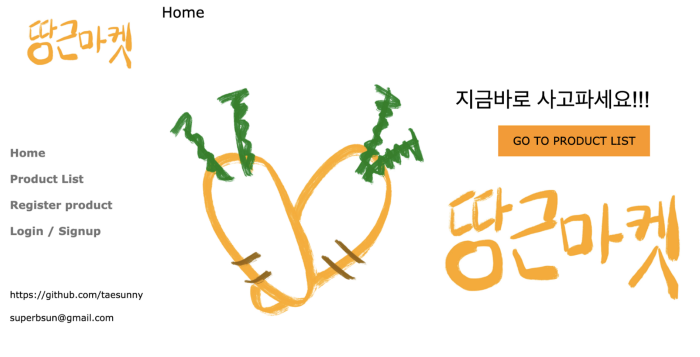 땅근마켓
Home
Home
Product List
Register product
Login / Signup
https://github.com/taesunny
superbsun@gmail.com
지금바로 사고파세요!!!
GO TO PRODUCT LIST
땅근마켓